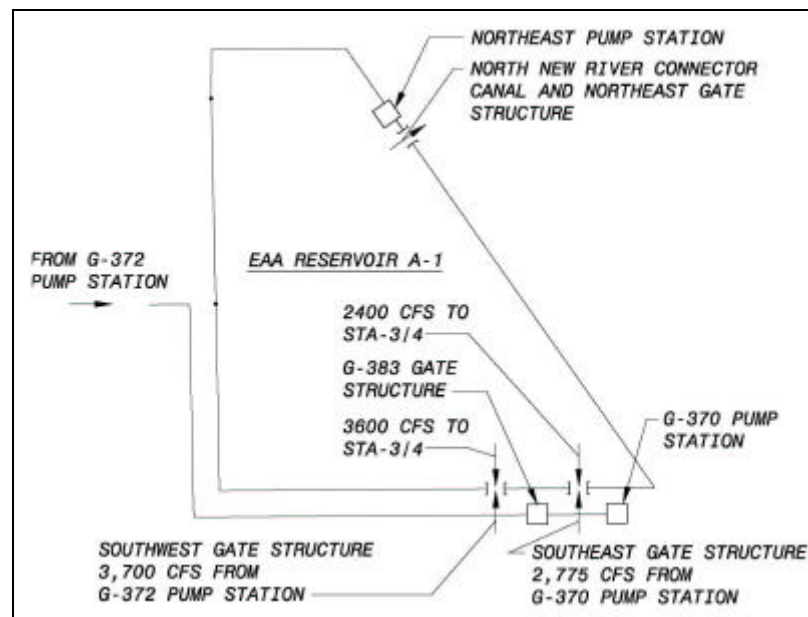 NORTHEAST PUMP STATION
NORTH NEW RIVER CONNECTOR
CANAL AND NORTHEAST GATE
STRUCTURE
FROM G-372
PUMP STATION
EAA RESERVOIR A-1
2400 CFS TO
STA-3/4
G-383 GATE
STRUCTURE
3600 CFS TO
STA-3/4
G-370 PUMP
STATION
SOUTHWEST GATE STRUCTURE
3,700 CFS FROM
G-372 PUMP STATION
SOUTHEAST GATE STRUCTURE
2,775 CFS FROM
G-370 PUMP STATION